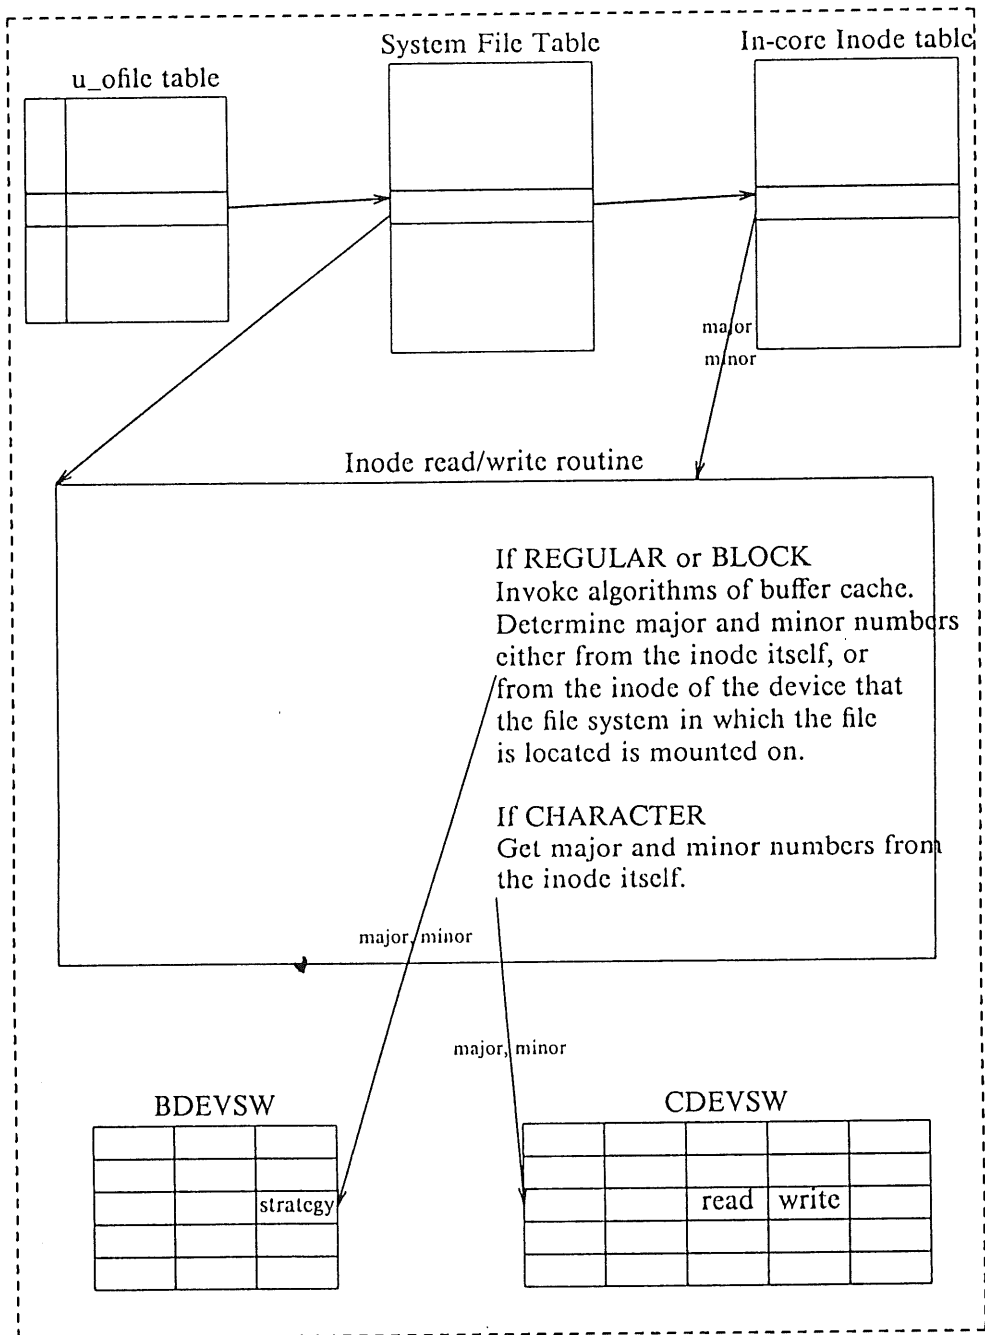 System File Table
In-core Inode table
u_ofile table
major
minor
Inode read/write routine
If REGULAR or BLOCK
Invoke algorithms of buffer cache.
Determine major and minor numbers
either from the inode itself, or
from the inode of the device that
the file system in which the file
is located is mounted on.
If CHARACTER
Get major and minor numbers from
the inode itself.
major, minor
major, minor
BDEVSW
CDEVSW
strategy
read
write